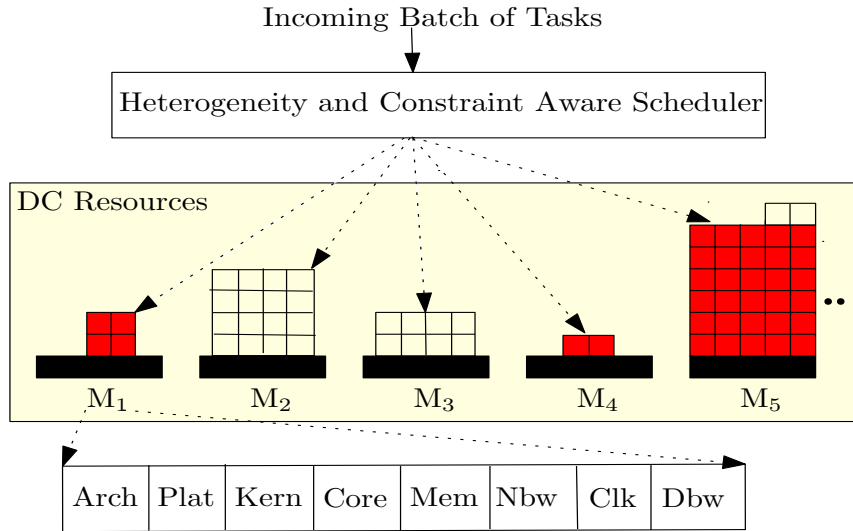 Incoming Batch of Tasks
Heterogeneity and Constraint Aware Scheduler
DC Resources
M1 M2 M3 M4 M5
Arch Plat Kern Core Mem Nbw Clk Dbw